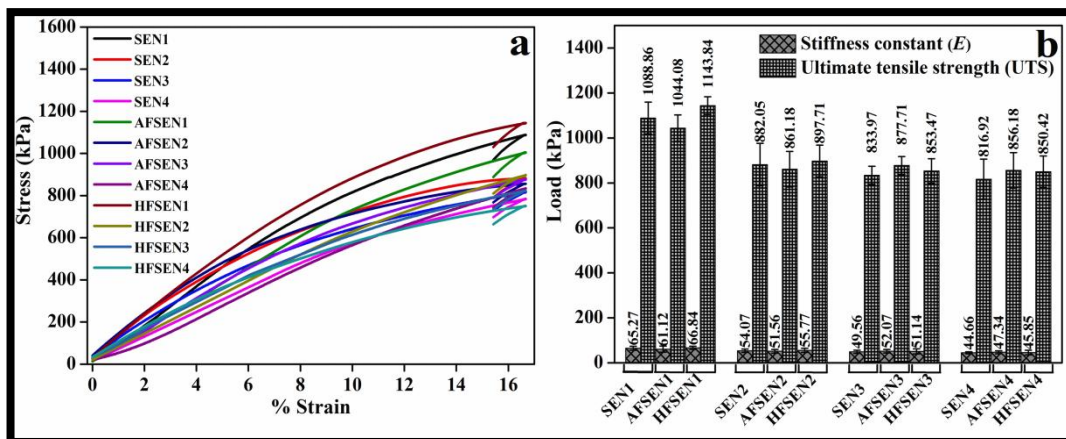 a
Stress (kPa)
1600
1400
1200
1000
800
600
400
200
0
SEN1
SEN2
SEN3
SEN4
AFSEN1
AFSEN2
AFSEN3
AFSEN4
HFSEN1
HFSEN2
HFSEN3
HFSEN4
0 2 4 6 8 10 12 14 16
% Strain
b
Load (kPa)
1400
1200
1000
800
600
400
200
0
Stiffness constant (E)
Ultimate tensile strength (UTS)
65.27
1088.86
61.12
1044.08
66.84
1143.84
54.07
882.05
51.56
861.18
55.77
897.71
49.56
833.97
52.07
877.71
51.14
853.47
44.66
816.92
47.34
856.18
45.85
850.42
SEN1
AFSEN1
HFSEN1
SEN2
AFSEN2
HFSEN2
SEN3
AFSEN3
HFSEN3
SEN4
AFSEN4
HFSEN4